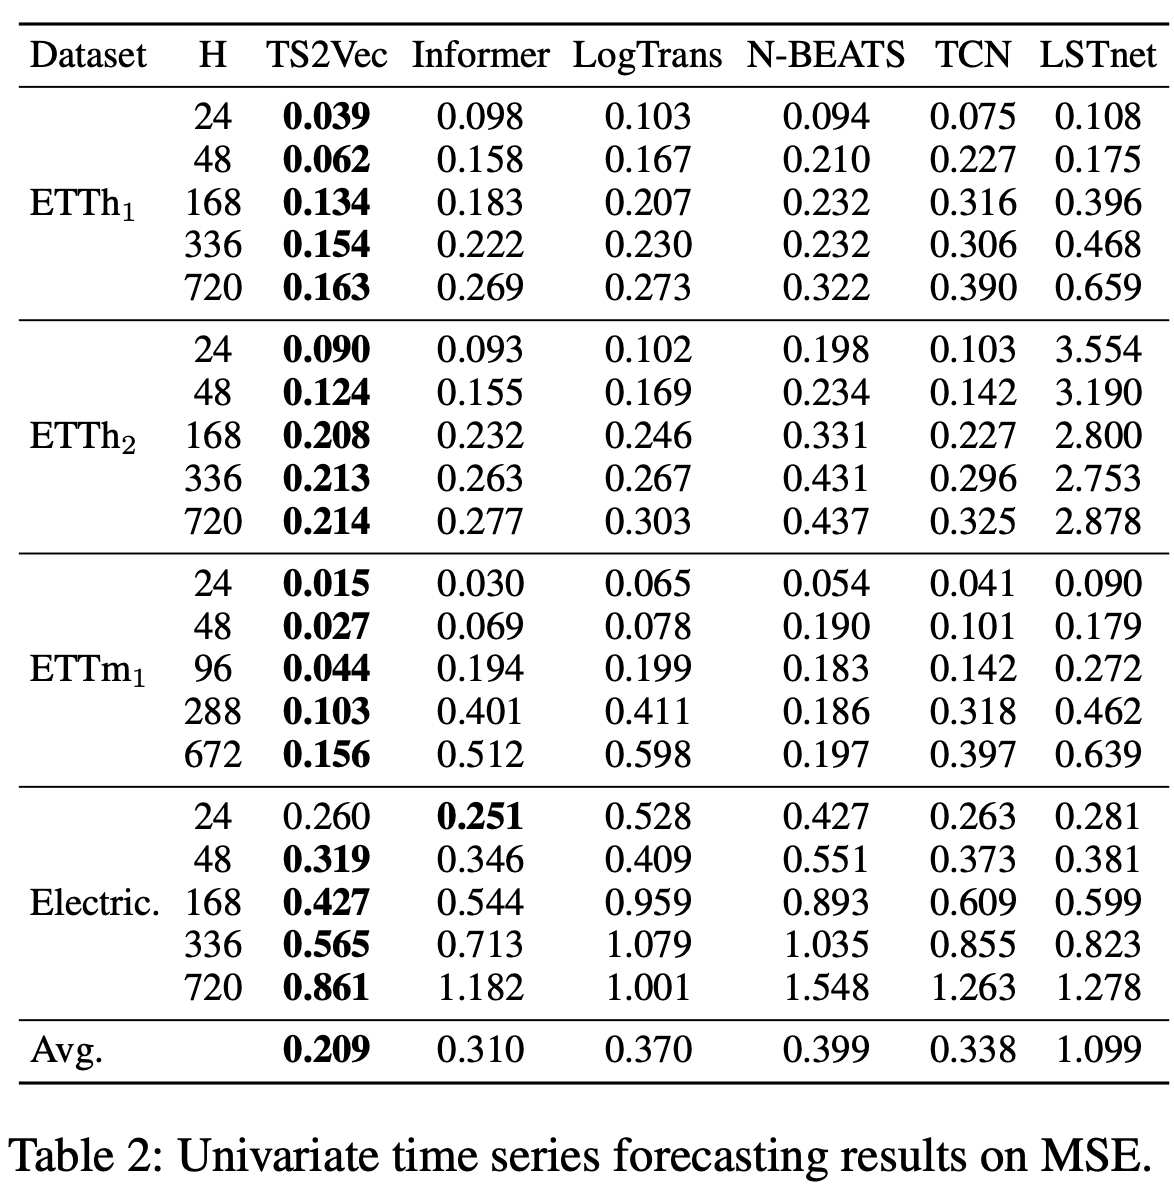 Dataset H TS2Vec Informer LogTrans N-BEATS TCN LSTnet
24 0.039 0.098 0.103 0.094 0.075 0.108
48 0.062 0.158 0.167 0.210 0.227 0.175
ETTh₁ 168 0.134 0.183 0.207 0.232 0.316 0.396
336 0.154 0.222 0.230 0.232 0.306 0.468
720 0.163 0.269 0.273 0.322 0.390 0.659
24 0.090 0.093 0.102 0.198 0.103 3.554
48 0.124 0.155 0.169 0.234 0.142 3.190
ETTh₂ 168 0.208 0.232 0.246 0.331 0.227 2.800
336 0.213 0.263 0.267 0.431 0.296 2.753
720 0.214 0.277 0.303 0.437 0.325 2.878
24 0.015 0.030 0.065 0.054 0.041 0.090
48 0.027 0.069 0.078 0.190 0.101 0.179
ETTm₁ 96 0.044 0.194 0.199 0.183 0.142 0.272
288 0.103 0.401 0.411 0.186 0.318 0.462
672 0.156 0.512 0.598 0.197 0.397 0.639
24 0.260 0.251 0.528 0.427 0.263 0.281
48 0.319 0.346 0.409 0.551 0.373 0.381
Electric. 168 0.427 0.544 0.959 0.893 0.609 0.599
336 0.565 0.713 1.079 1.035 0.855 0.823
720 0.861 1.182 1.001 1.548 1.263 1.278
Avg. 0.209 0.310 0.370 0.399 0.338 1.099
Table 2: Univariate time series forecasting results on MSE.